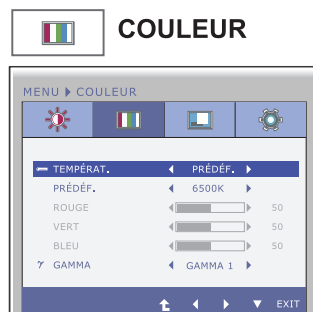 COULEUR
MENU ▶ COULEUR
TEMPÉRAT. ◀ PRÉDÉF. ▶
PRÉDÉF. ◀ 6500K ▶
ROUGE 50
VERT 50
BLEU 50
γ GAMMA ◀ GAMMA 1 ▶
EXIT